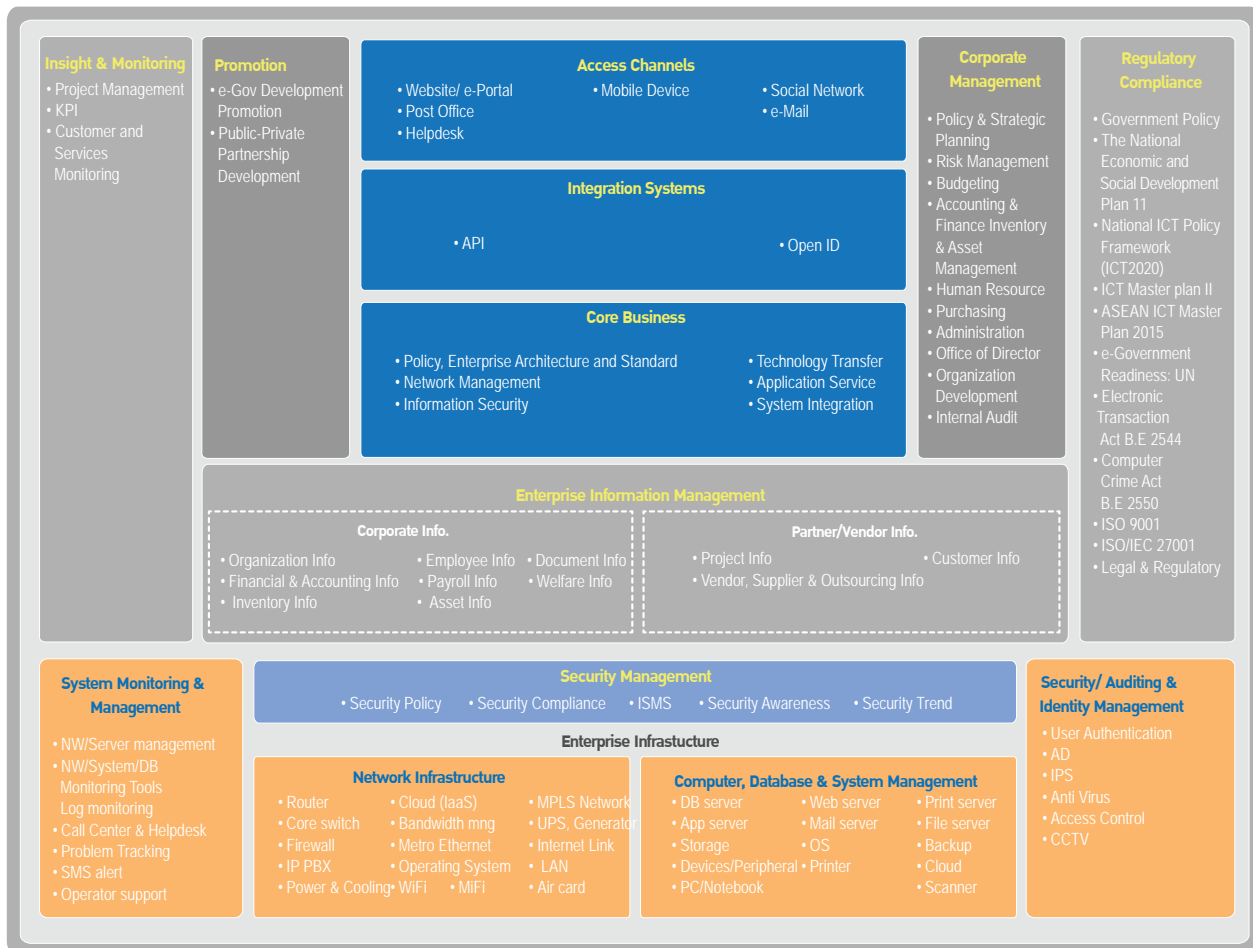 Insight & Monitoring
• Project Management
• KPI
• Customer and
Services
Monitoring
Promotion
• e-Gov Development
Promotion
• Public-Private
Partnership
Development
Access Channels
• Website/ e-Portal
• Post Office
• Helpdesk
• Mobile Device
• Social Network
• e-Mail
Integration Systems
• API
• Open ID
Core Business
• Policy, Enterprise Architecture and Standard
• Network Management
• Information Security
• Technology Transfer
• Application Service
• System Integration
Corporate
Management
• Policy & Strategic
Planning
• Risk Management
• Budgeting
• Accounting &
Finance Inventory
& Asset
Management
• Human Resource
• Purchasing
• Administration
• Office of Director
• Organization
Development
• Internal Audit
Regulatory
Compliance
• Government Policy
• The National
Economic and
Social Development
Plan 11
• National ICT Policy
Framework
(ICT2020)
• ICT Master plan II
• ASEAN ICT Master
Plan 2015
• e-Government
Readiness: UN
• Electronic
Transaction
Act B.E 2544
• Computer
Crime Act
B.E 2550
• ISO 9001
• ISO/IEC 27001
• Legal & Regulatory
Enterprise Information Management
Corporate Info.
• Organization Info
• Financial & Accounting Info
• Inventory Info
• Employee Info
• Payroll Info
• Asset Info
• Document Info
• Welfare Info
Partner/Vendor Info.
• Project Info
• Vendor, Supplier & Outsourcing Info
• Customer Info
System Monitoring &
Management
• NW/Server management
• NW/System/DB
Monitoring Tools
Log monitoring
• Call Center & Helpdesk
• Problem Tracking
• SMS alert
• Operator support
Security Management
• Security Policy • Security Compliance • ISMS • Security Awareness • Security Trend
Enterprise Infrastucture
Network Infrastructure
• Router
• Core switch
• Firewall
• IP PBX
• Power & Cooling
• Cloud (IaaS)
• Bandwidth mng
• Metro Ethernet
• Operating System
• WiFi • MiFi
• MPLS Network
• UPS, Generator
• Internet Link
• LAN
• Air card
Computer, Database & System Management
• DB server
• App server
• Storage
• Devices/Peripheral
• PC/Notebook
• Web server
• Mail server
• OS
• Printer
• Print server
• File server
• Backup
• Cloud
• Scanner
Security/ Auditing &
Identity Management
• User Authentication
• AD
• IPS
• Anti Virus
• Access Control
• CCTV